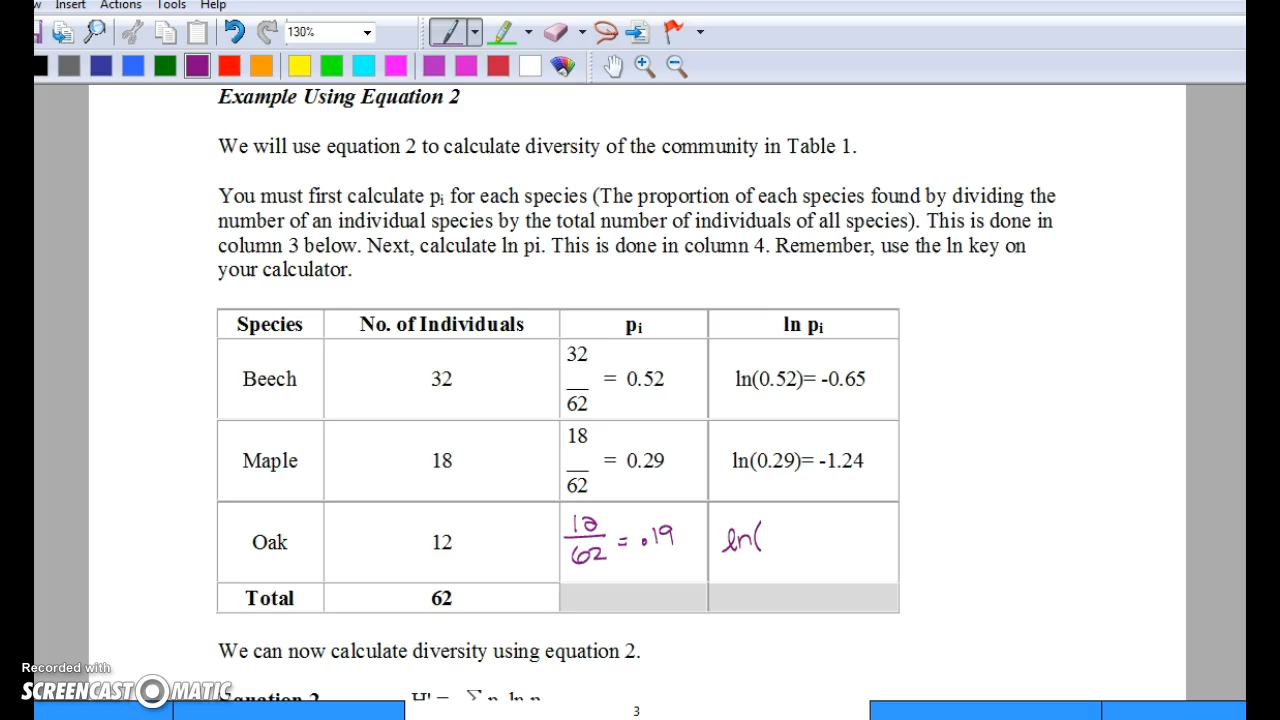 Insert Actions Tools Help
130%
Example Using Equation 2
We will use equation 2 to calculate diversity of the community in Table 1.
You must first calculate pi for each species (The proportion of each species found by dividing the
number of an individual species by the total number of individuals of all species). This is done in
column 3 below. Next, calculate ln pi. This is done in column 4. Remember, use the ln key on
your calculator.
Species No. of Individuals pi ln pi
32
Beech 32 = 0.52 ln(0.52)= -0.65
62
18
Maple 18 = 0.29 ln(0.29)= -1.24
62
12
Oak 12 = .19 ln(
62
Total 62
We can now calculate diversity using equation 2.
Equation 2 H' =
Recorded with
SCREENCAST MATIC
3